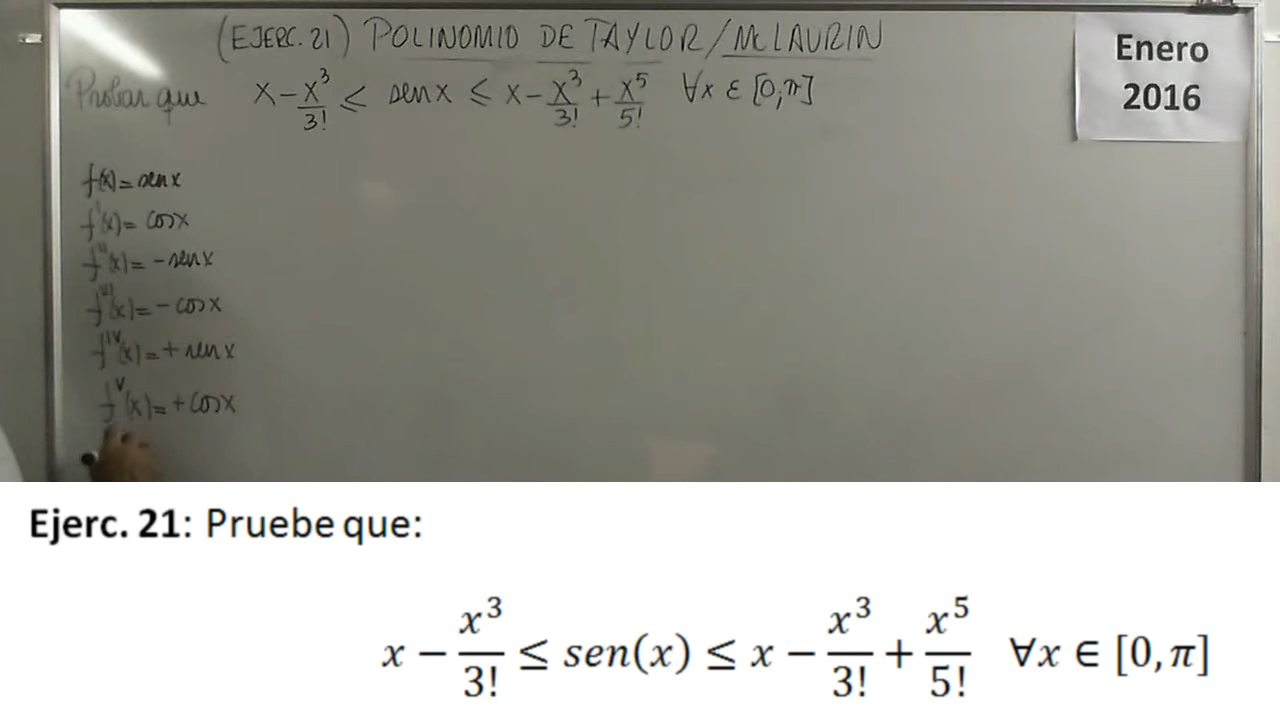 (EJERC. 21) POLINOMIO DE TAYLOR/MCLAURIN
Enero
2016
Probar que x - x³/3! ≤ sen x ≤ x - x³/3! + x⁵/5! ∀x ∈ [0,π]
f(x) = sen x
f'(x) = cos x
f''(x) = - sen x
f'''(x) = - cos x
f^IV(x) = + sen x
f^V(x) = + cos x
Ejerc. 21: Pruebe que:
x - x³/3! ≤ sen(x) ≤ x - x³/3! + x⁵/5! ∀x ∈ [0, π]